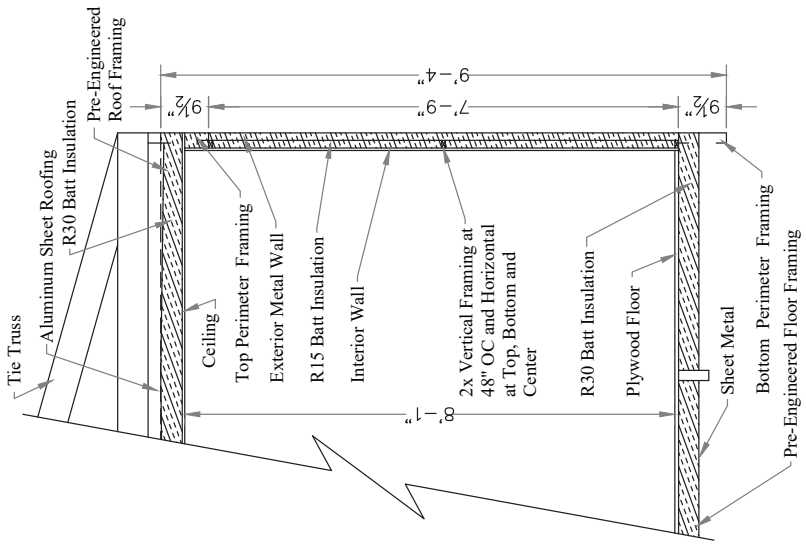 Tie Truss
Aluminum Sheet Roofing
R30 Batt Insulation
Pre-Engineered
Roof Framing
Ceiling
Top Perimeter Framing
Exterior Metal Wall
R15 Batt Insulation
Interior Wall
2x Vertical Framing at
48" OC and Horizontal
at Top, Bottom and
Center
R30 Batt Insulation
Plywood Floor
Sheet Metal
Bottom Perimeter Framing
Pre-Engineered Floor Framing
8'-1"
9½"
7'-9"
9½"
9'-4"